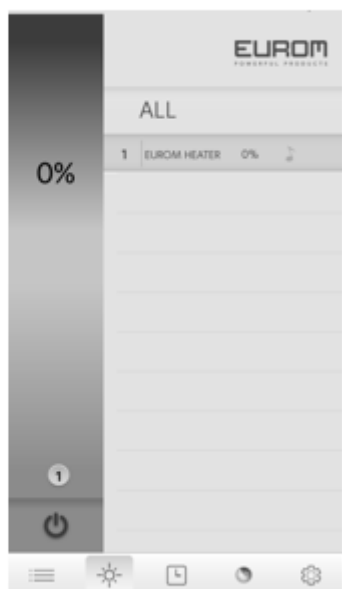 EUROM
POWERFUL PRODUCTS
ALL
1 EUROM HEATER 0%
0%
1